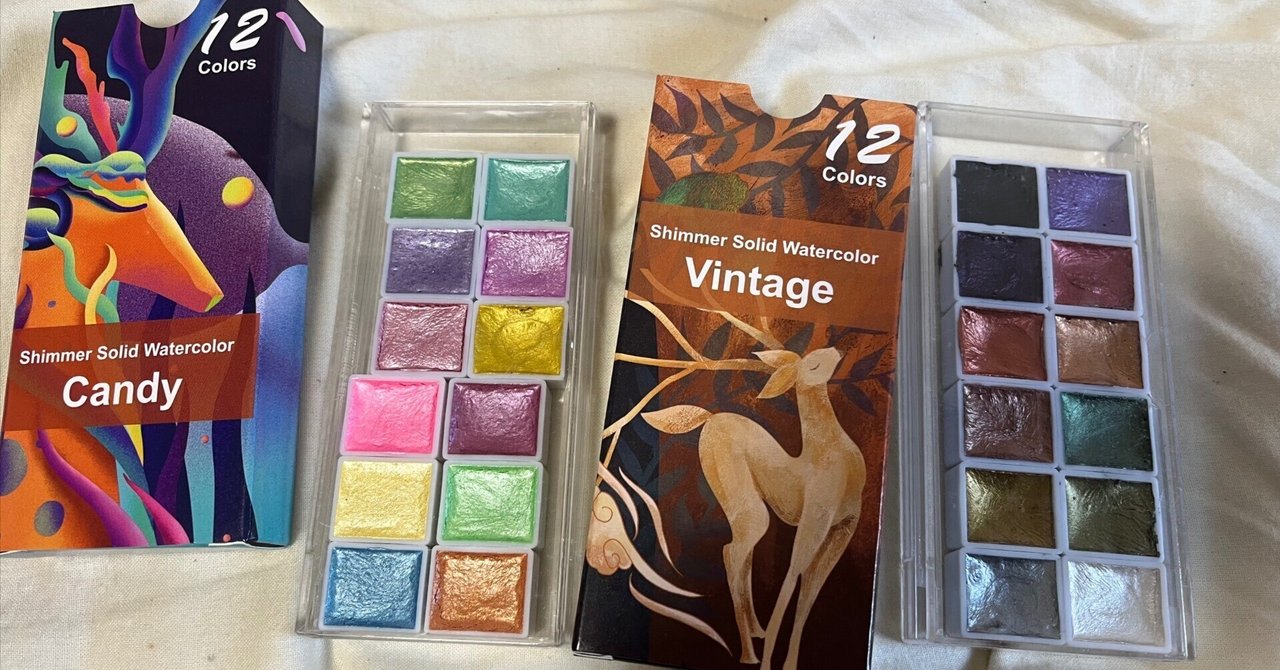 12
Colors
Shimmer Solid Watercolor
Candy
12
Colors
Shimmer Solid Watercolor
Vintage